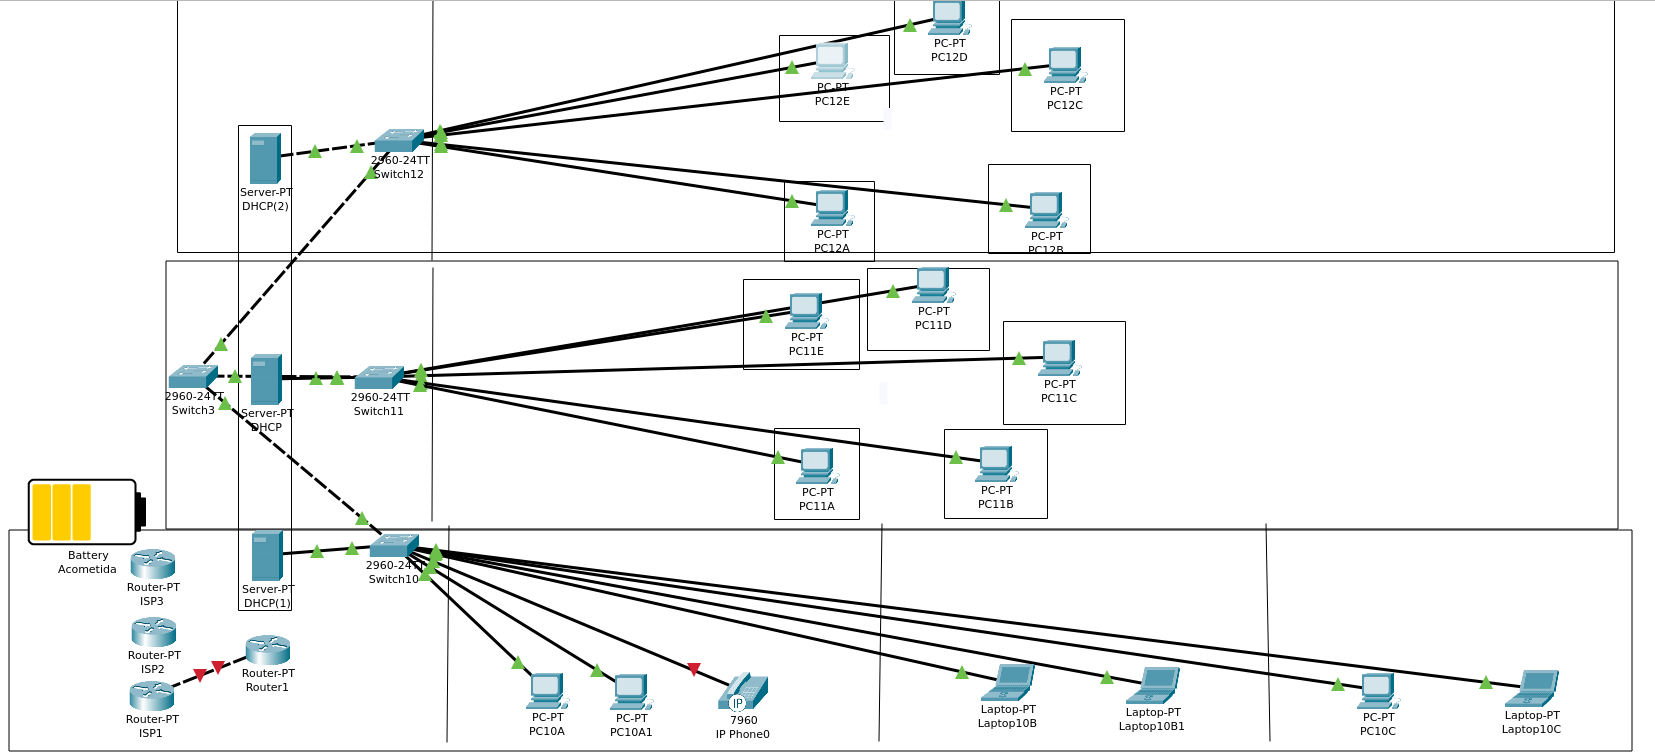 PC-PT
PC12D
PC-PT
PC12E
PC-PT
PC12C
2960-24TT
Switch12
Server-PT
DHCP(2)
PC-PT
PC12A
PC-PT
PC12B
PC-PT
PC11D
PC-PT
PC11E
PC-PT
PC11C
2960-24TT
Switch3
Server-PT
DHCP
2960-24TT
Switch11
PC-PT
PC11A
PC-PT
PC11B
Battery
Acometida
Router-PT
ISP3
Server-PT
DHCP(1)
2960-24TT
Switch10
Router-PT
ISP2
Router-PT
Router1
Router-PT
ISP1
PC-PT
PC10A
PC-PT
PC10A1
IP
7960
IP Phone0
Laptop-PT
Laptop10B
Laptop-PT
Laptop10B1
PC-PT
PC10C
Laptop-PT
Laptop10C